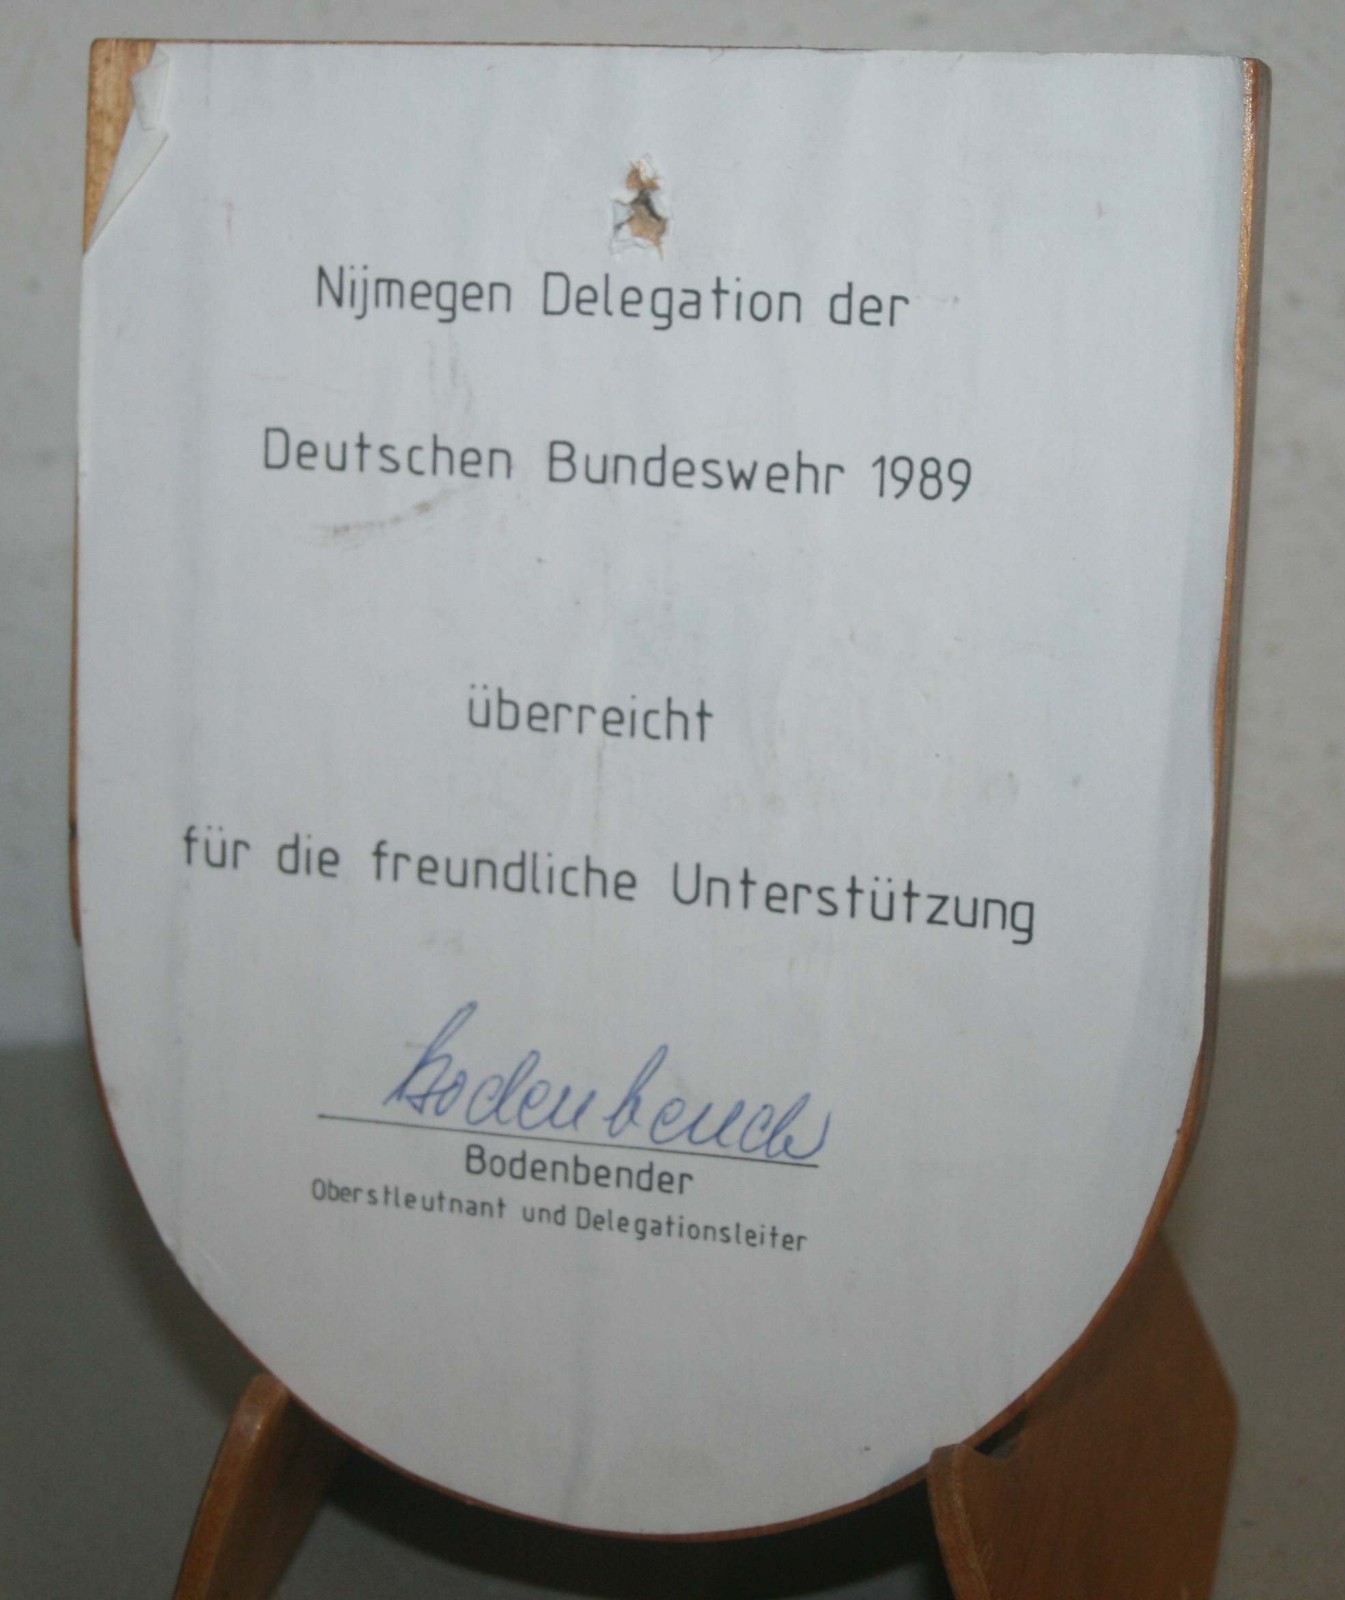 Nijmegen Delegation der
Deutschen Bundeswehr 1989
überreicht
für die freundliche Unterstützung
Bodenbender
Bodenbender
Oberstleutnant und Delegationsleiter